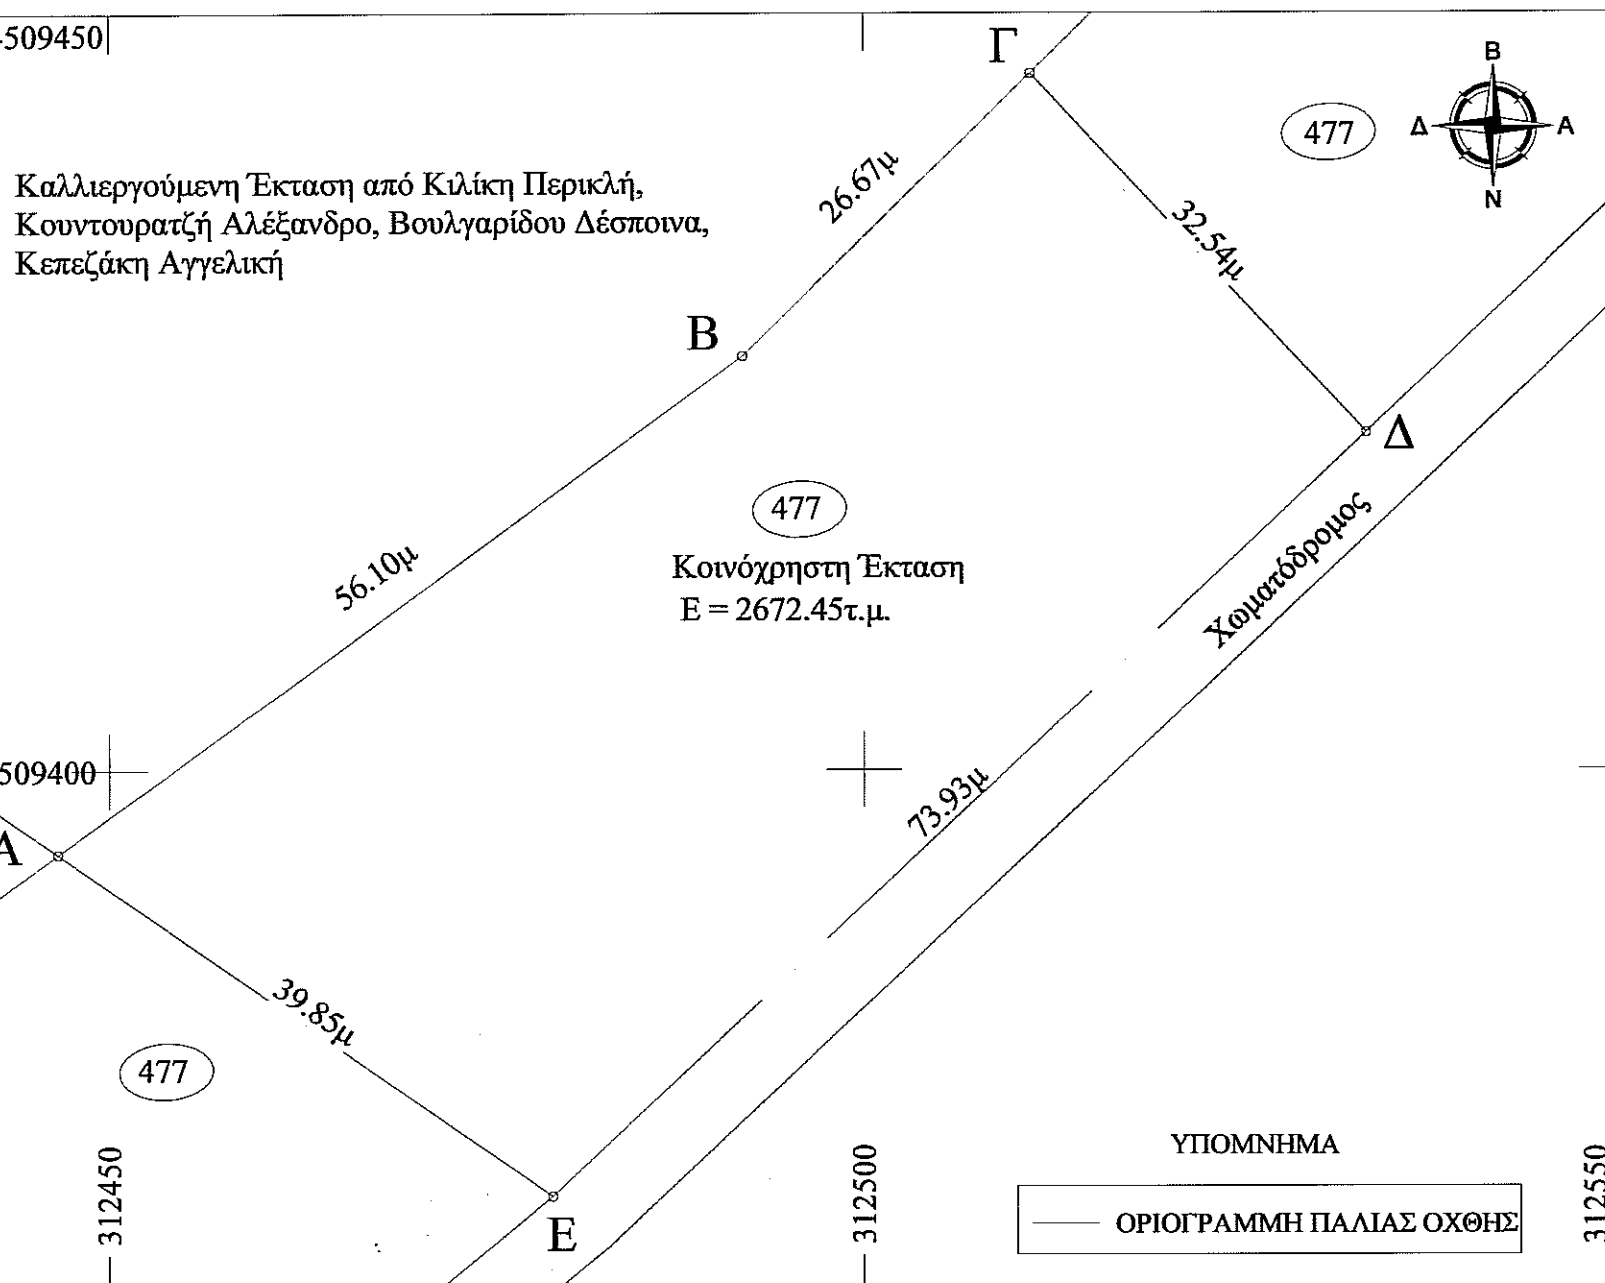 509450
Γ
Β
Δ
Α
Ν
477
Καλλιεργούμενη Έκταση από Κιλίκη Περικλή,
Κουντουρατζή Αλέξανδρο, Βουλγαρίδου Δέσποινα,
Κεπεζάκη Αγγελική
26.67μ
32.54μ
Β
Δ
477
Κοινόχρηστη Έκταση
Ε = 2672.45τ.μ.
56.10μ
Χωματόδρομος
509400
73.93μ
Α
39.85μ
477
Ε
312450
312500
312550
ΥΠΟΜΝΗΜΑ
ΟΡΙΟΓΡΑΜΜΗ ΠΑΛΙΑΣ ΟΧΘΗΣ